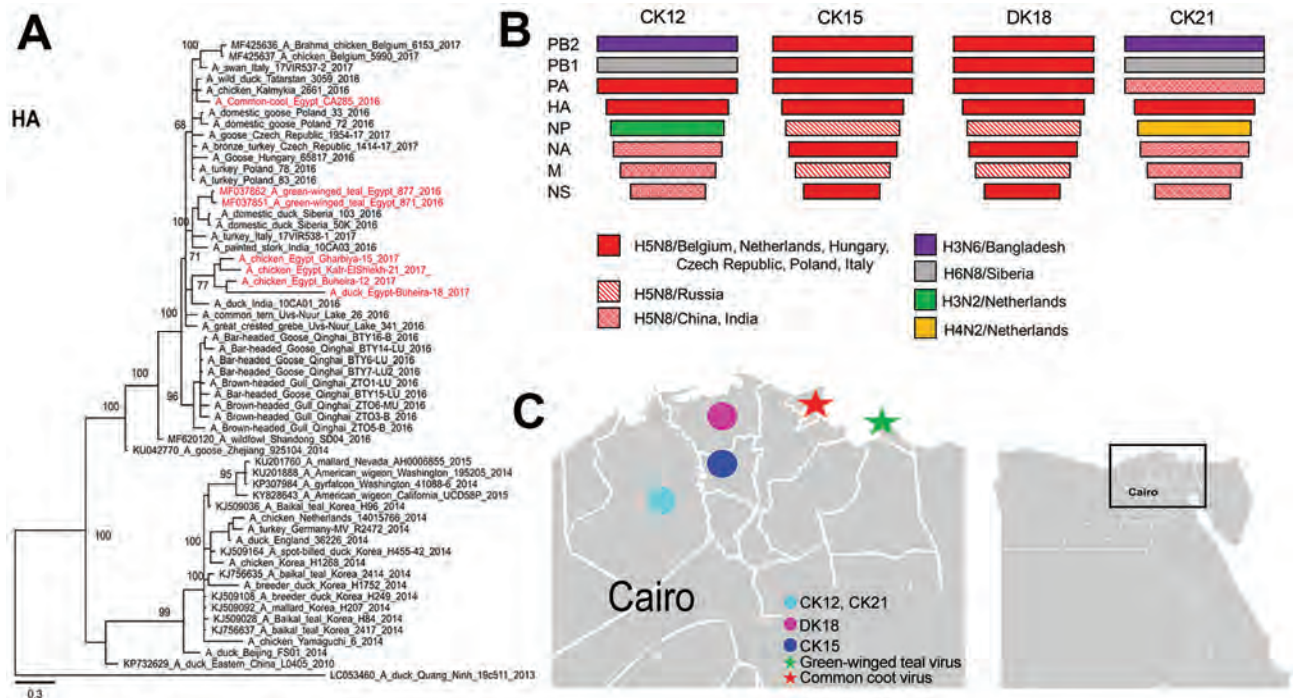 A
HA
100
MF425636_A_Brahma_chicken_Belgium_6153_2017
MF425637_A_chicken_Belgium_5990_2017
A_swan_Italy_17VIR537-2_2017
A_wild_duck_Tatarstan_3059_2016
A_chicken_Kalmykia_2661_2016
A_Common-cool_Egypt_CA285_2016
A_domestic_goose_Poland_33_2016
68
A_domestic_goose_Poland_72_2016
A_goose_Czech_Republic_1954-17_2017
A_bronze_turkey_Czech_Republic_1414-17_2017
A_Goose_Hungary_65817_2016
A_turkey_Poland_78_2016
A_turkey_Poland_83_2016
MF037862_A_green-winged_teal_Egypt_877_2016
MF037851_A_green-winged_teal_Egypt_871_2016
100
A_domestic_duck_Siberia_103_2016
A_domestic_duck_Siberia_50K_2016
A_turkey_Italy_17VIR538-1_2017
A_painted_stork_India_10CA03_2016
71
A_chicken_Egypt_Gharbiya-15_2017
A_chicken_Egypt_Kafr-ElShiekh-21_2017
77
A_chicken_Egypt_Buheira-12_2017
A_duck_Egypt-Buheira-18_2017
A_duck_India_10CA01_2016
100
A_common_tern_Uvs-Nuur_Lake_26_2016
A_great_crested_grebe_Uvs-Nuur_Lake_341_2016
A_Bar-headed_Goose_Qinghai_BTY16-B_2016
A_Bar-headed_Goose_Qinghai_BTY14-LU_2016
A_Bar-headed_Goose_Qinghai_BTY6-LU_2016
100
A_Bar-headed_Goose_Qinghai_BTY7-LU2_2016
A_Brown-headed_Gull_Qinghai_ZTO1-LU_2016
A_Bar-headed_Goose_Qinghai_BTY15-LU_2016
96
A_Brown-headed_Gull_Qinghai_ZTO6-MU_2016
100
A_Brown-headed_Gull_Qinghai_ZTO3-B_2016
A_Brown-headed_Gull_Qinghai_ZTO5-B_2016
MF620120_A_wildfowl_Shandong_SD04_2016
KU042770_A_goose_Zhejiang_925104_2014
KU201760_A_mallard_Nevada_AH0006855_2015
95
KU201888_A_American_wigeon_Washington_195205_2014
KP307984_A_gyrfalcon_Washington_41088-6_2014
KY828643_A_American_wigeon_California_UCD58P_2015
KJ509036_A_Baikal_teal_Korea_H96_2014
A_chicken_Netherlands_14015766_2014
100
A_turkey_Germany-MV_R2472_2014
100
A_duck_England_36226_2014
KJ509164_A_spot-billed_duck_Korea_H455-42_2014
A_chicken_Korea_H1268_2014
KJ756635_A_baikal_teal_Korea_2414_2014
100
A_breeder_duck_Korea_H1752_2014
KJ509108_A_breeder_duck_Korea_H249_2014
99
KJ509092_A_mallard_Korea_H207_2014
KJ509028_A_Baikal_teal_Korea_H84_2014
KJ756637_A_baikal_teal_Korea_2417_2014
A_chicken_Yamaguchi_6_2014
A_duck_Beijing_FS01_2014
KP732629_A_duck_Eastern_China_L0405_2010
LC053460_A_duck_Quang_Ninh_19c511_2013
0.3
B
CK12 CK15 DK18 CK21
PB2
PB1
PA
HA
NP
NA
M
NS
H5N8/Belgium, Netherlands, Hungary,
Czech Republic, Poland, Italy
H5N8/Russia
H5N8/China, India
H3N6/Bangladesh
H6N8/Siberia
H3N2/Netherlands
H4N2/Netherlands
C
Cairo
CK12, CK21
DK18
CK15
Green-winged teal virus
Common coot virus
Cairo